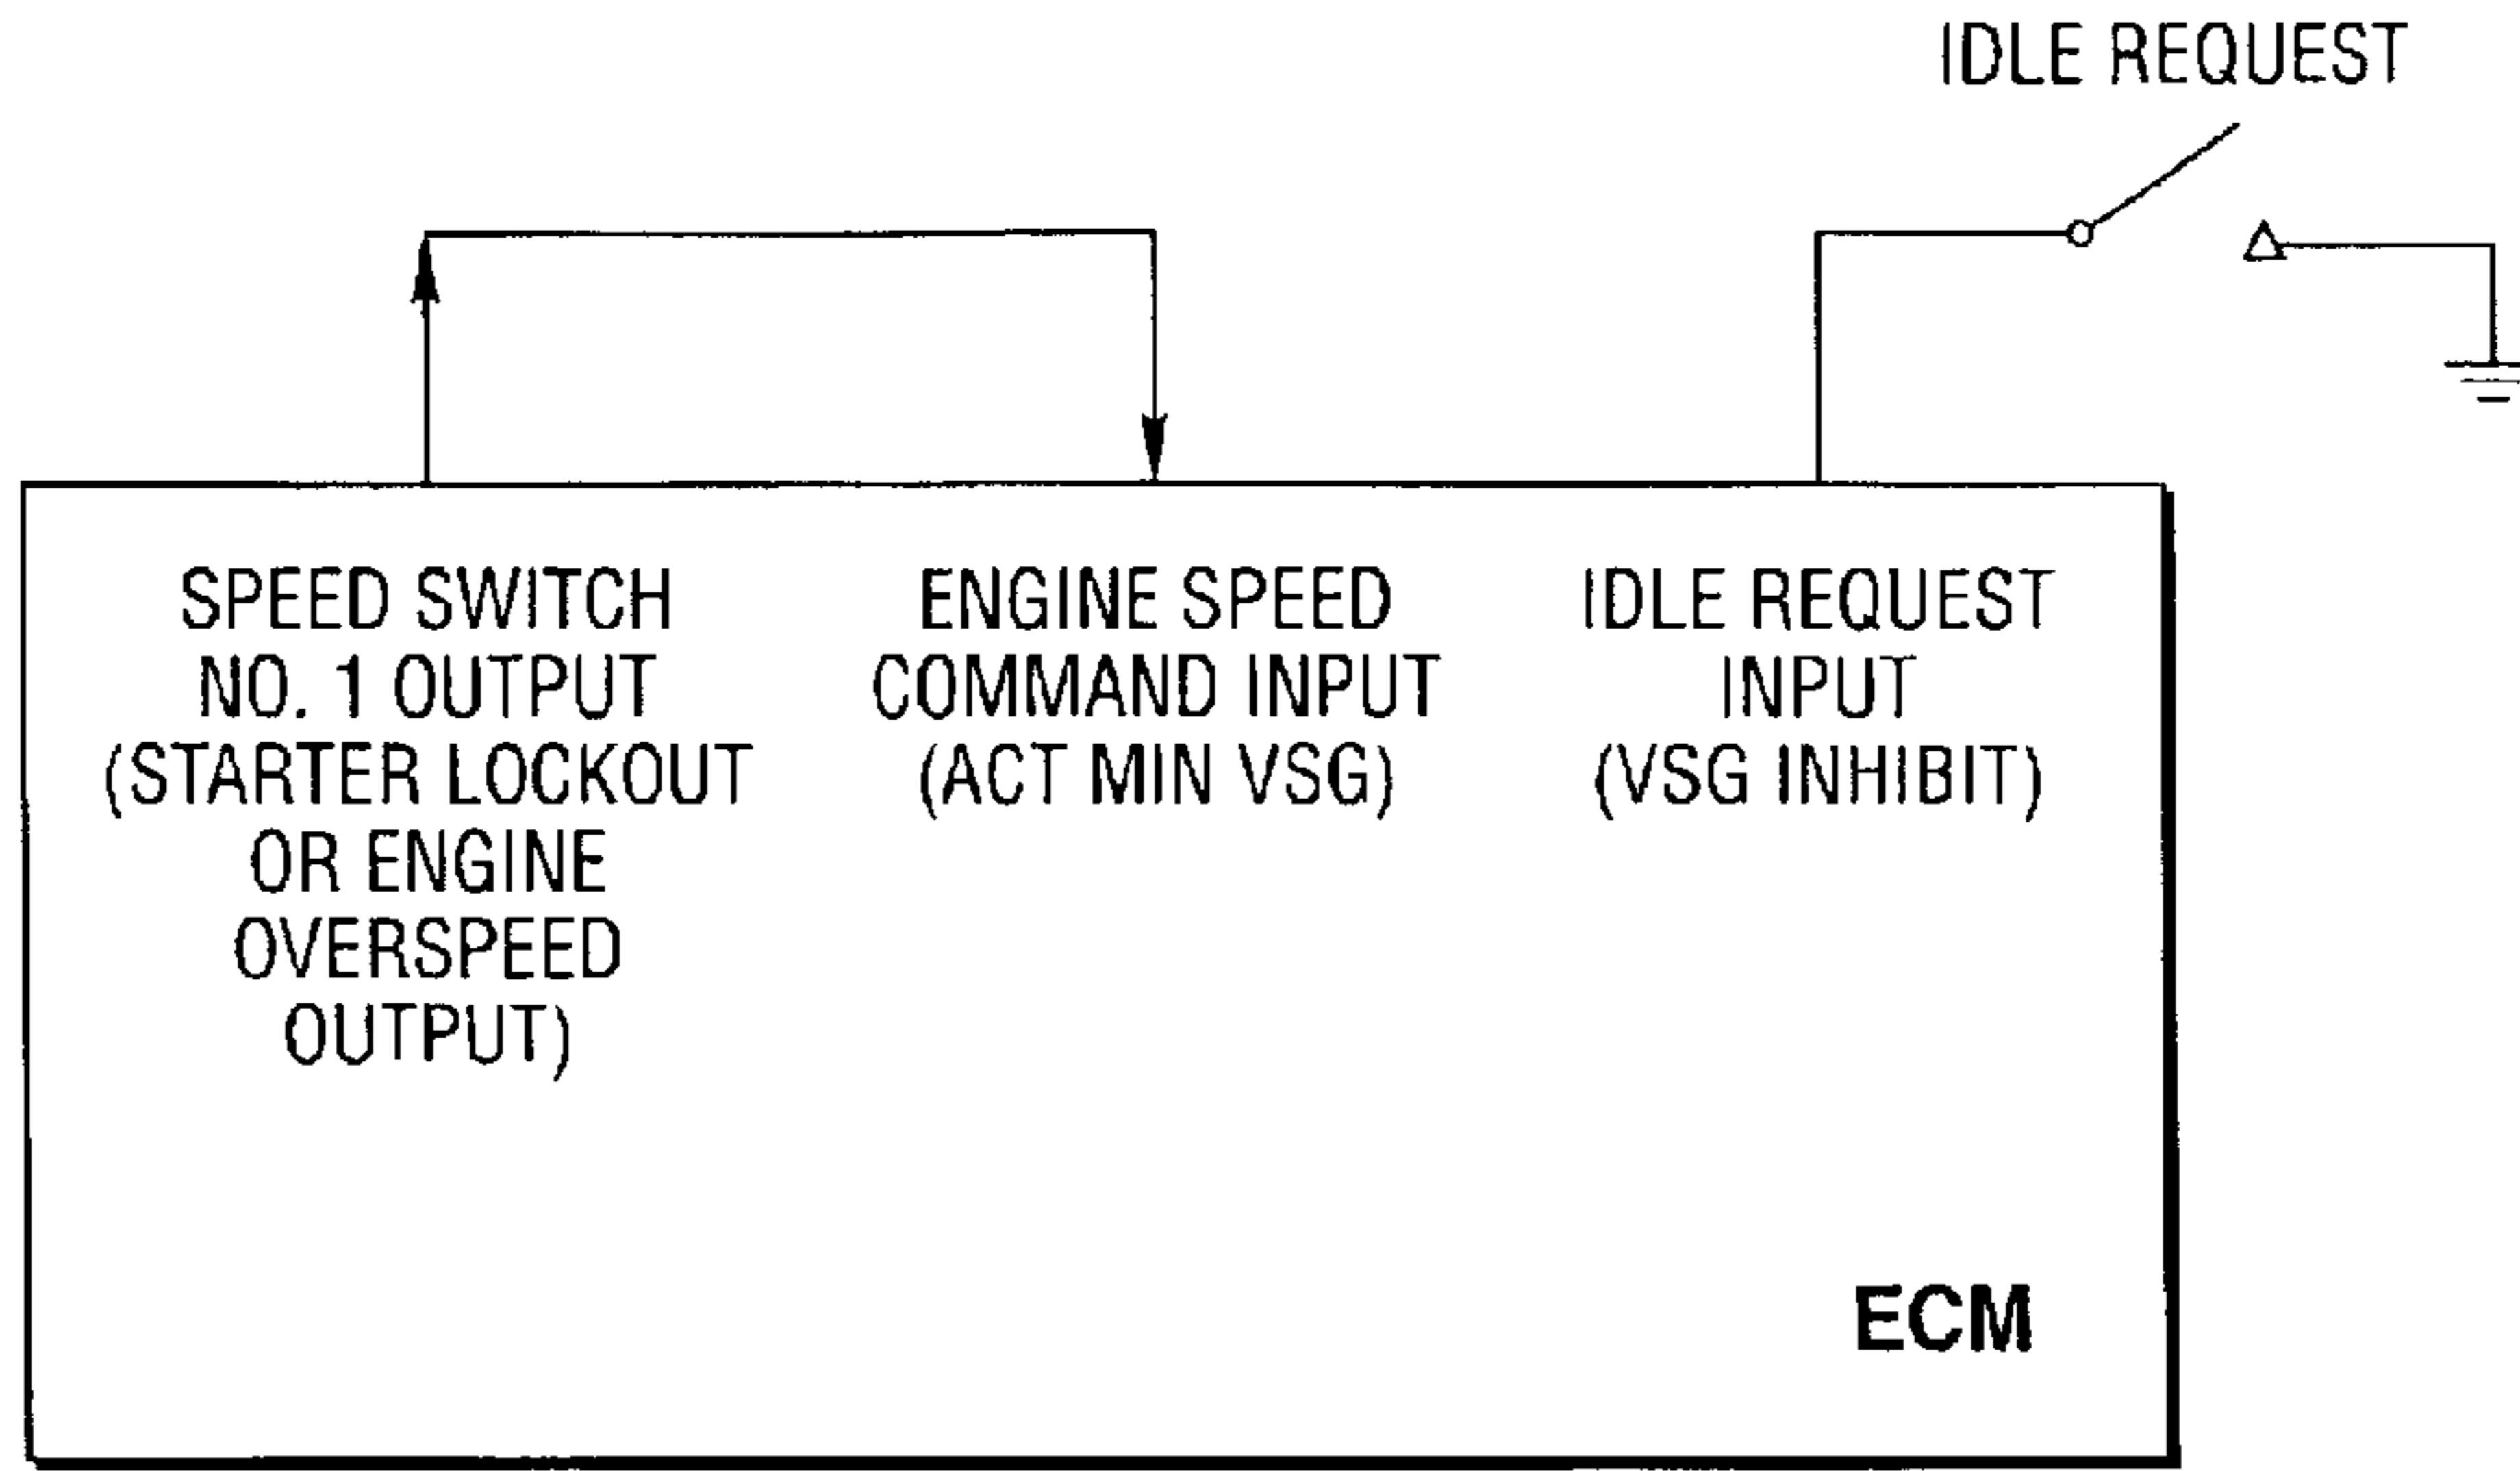 IDLE REQUEST
SPEED SWITCH
NO. 1 OUTPUT
(STARTER LOCKOUT
OR ENGINE
OVERSPEED
OUTPUT)
ENGINE SPEED
COMMAND INPUT
(ACT MIN VSG)
IDLE REQUEST
INPUT
(VSG INHIBIT)
ECM